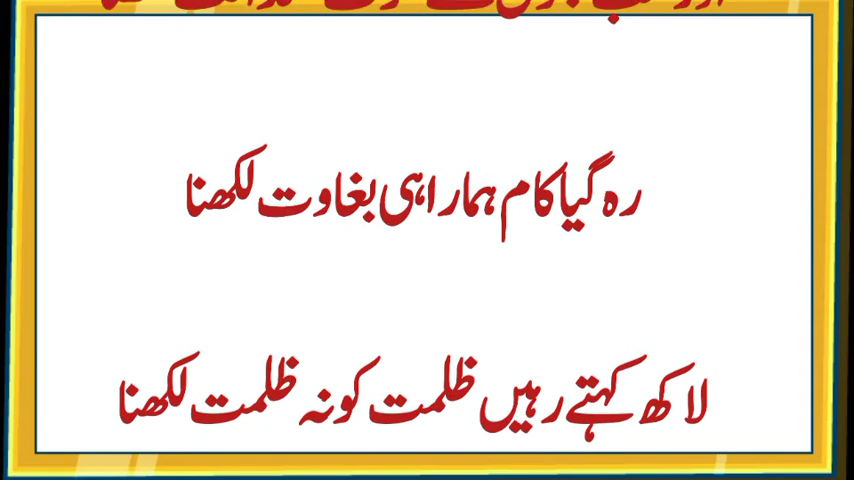 رہ گیا کام ہمارا ہی بغاوت لکھنا
لاکھ کہتے رہیں ظلمت کو نہ ظلمت لکھنا